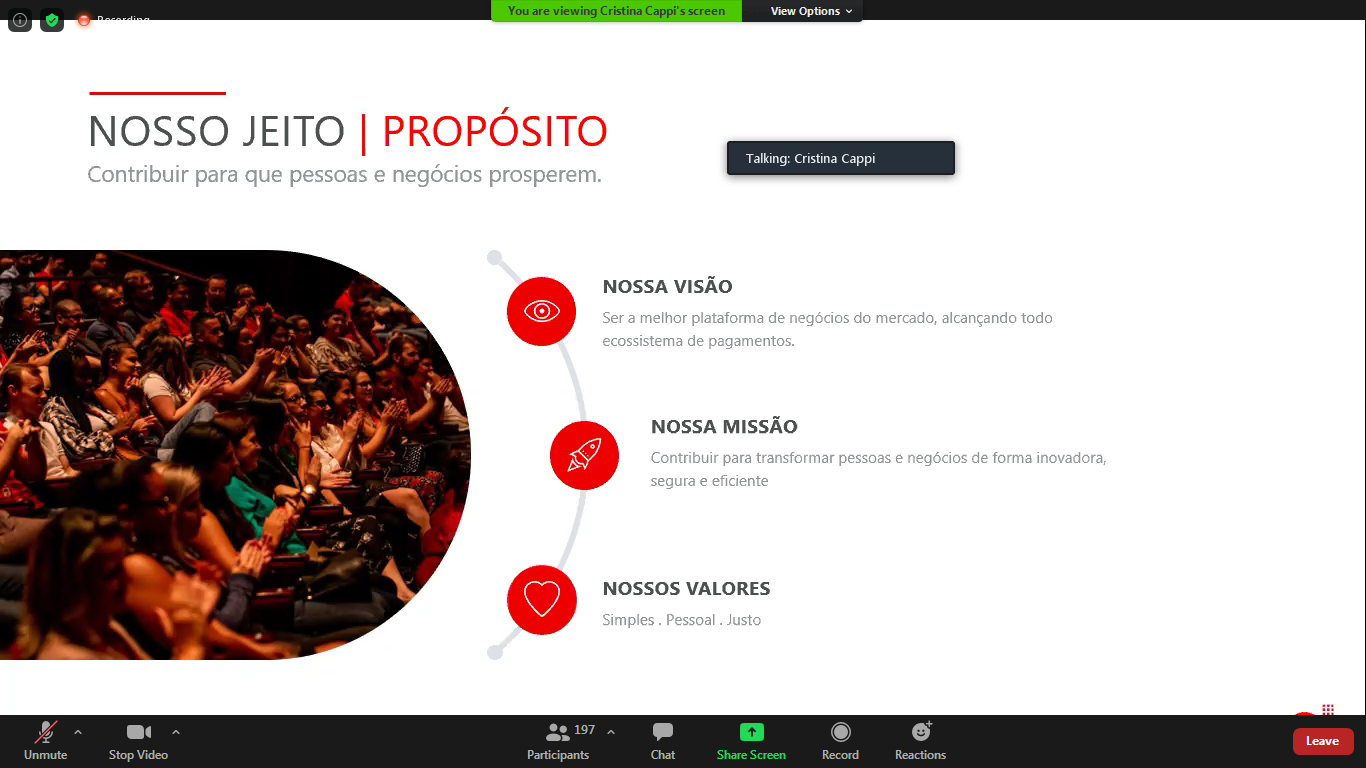 Recording
You are viewing Cristina Cappi's screen
View Options
NOSSO JEITO | PROPÓSITO
Contribuir para que pessoas e negócios prosperem.
Talking: Cristina Cappi
NOSSA VISÃO
Ser a melhor plataforma de negócios do mercado, alcançando todo
ecossistema de pagamentos.
NOSSA MISSÃO
Contribuir para transformar pessoas e negócios de forma inovadora,
segura e eficiente
NOSSOS VALORES
Simples . Pessoal . Justo
Unmute
Stop Video
197
Participants
Chat
Share Screen
Record
Reactions
Leave